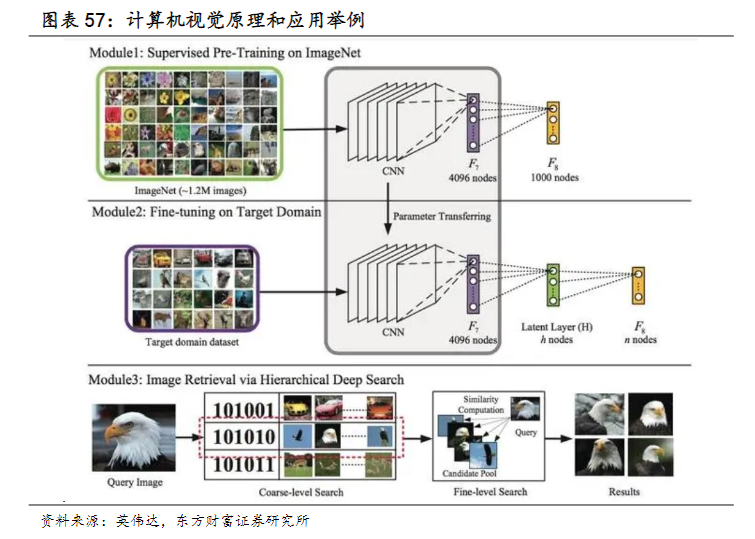 图表 57：计算机视觉原理和应用举例
Module1: Supervised Pre-Training on ImageNet
CNN
F7
4096 nodes
F8
1000 nodes
ImageNet (~1.2M images)
Module2: Fine-tuning on Target Domain
Parameter Transferring
CNN
F7
4096 nodes
Latent Layer (H)
h nodes
F8
n nodes
Target domain dataset
Module3: Image Retrieval via Hierarchical Deep Search
101001
101010
101011
Similarity
Computation
Query
Candidate Pool
Query Image
Coarse-level Search
Fine-level Search
Results
资料来源：英伟达，东方财富证券研究所